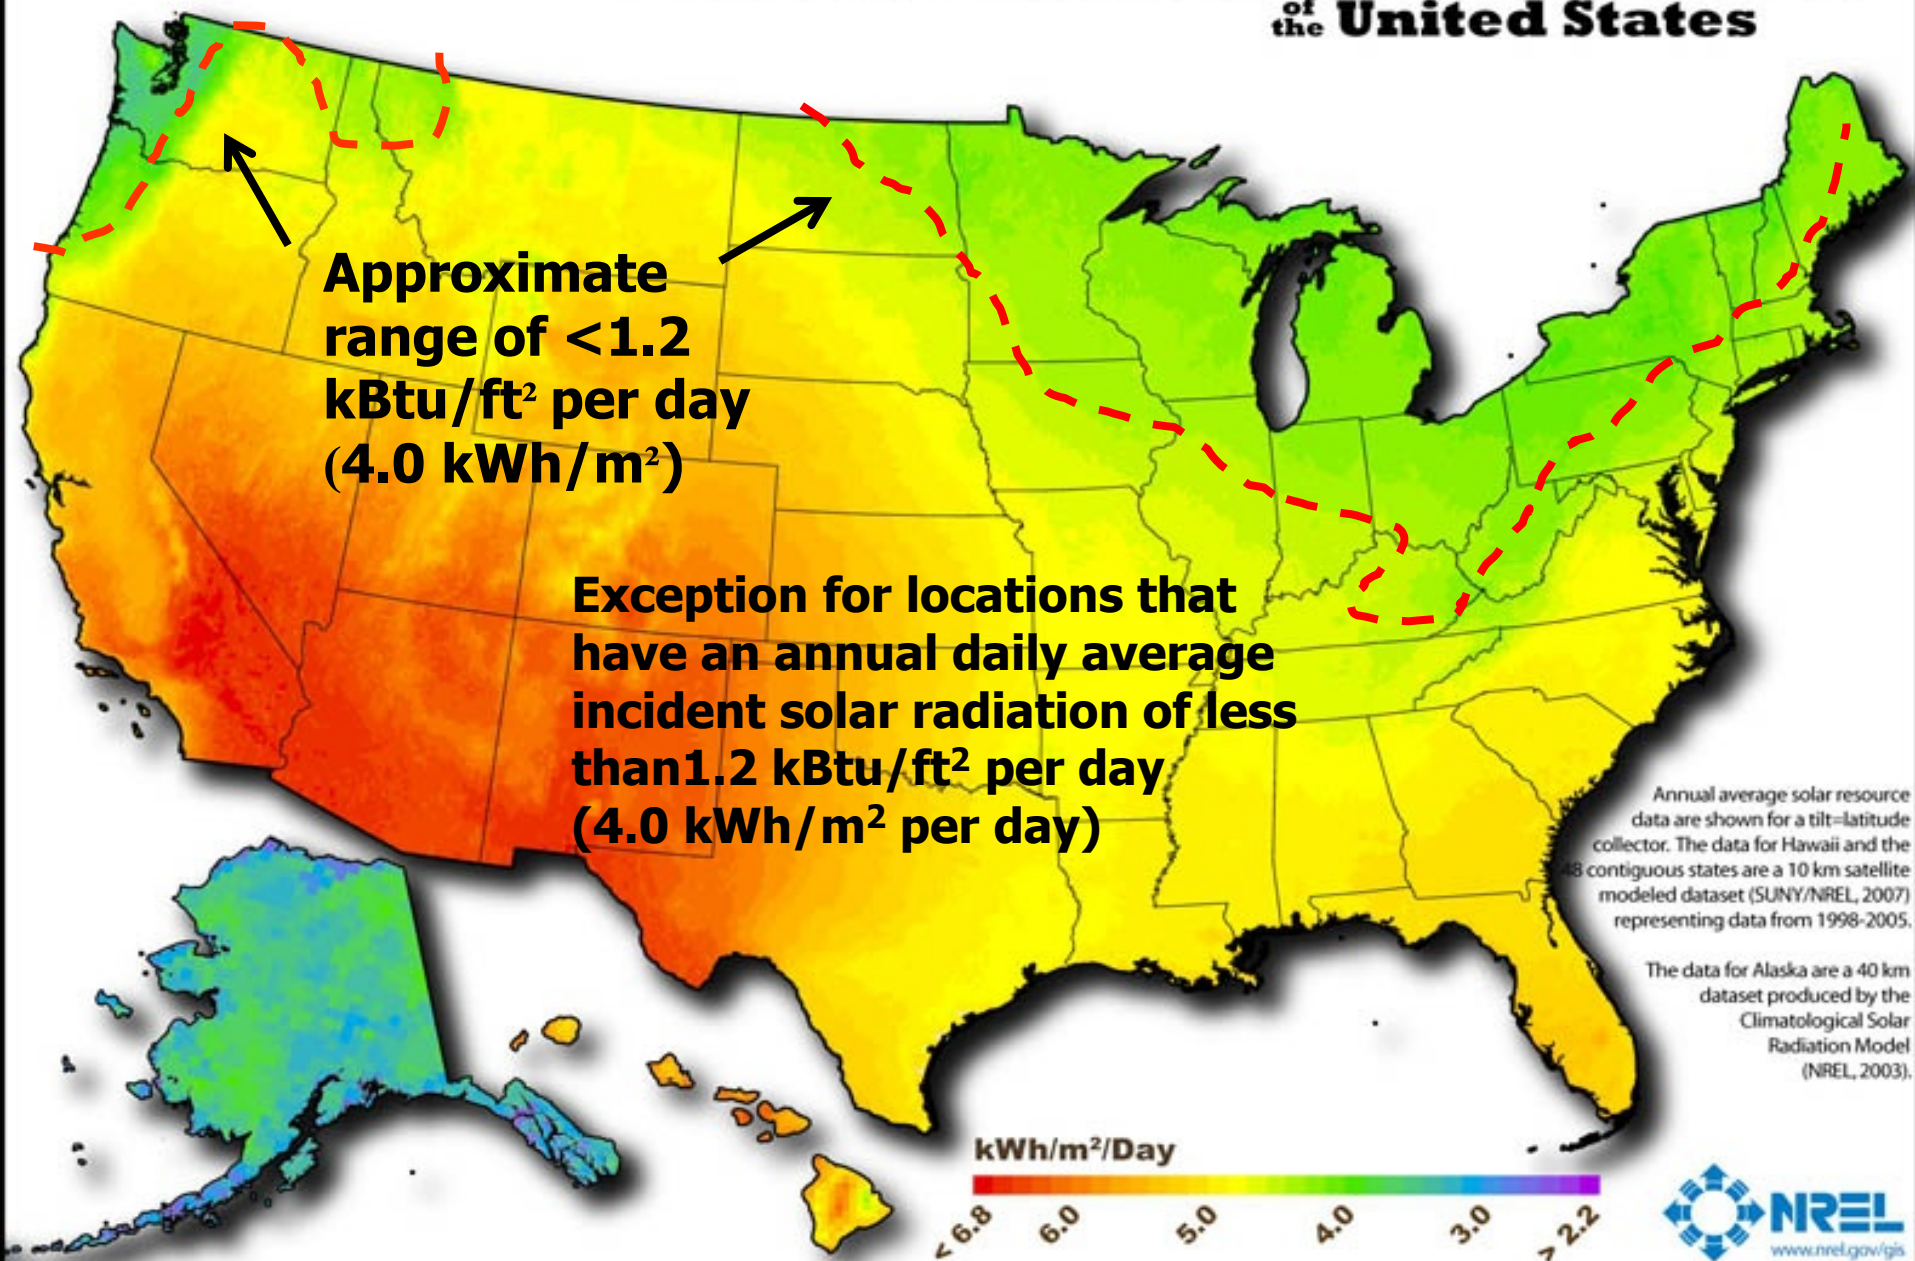 of
the United States
Approximate
range of <1.2
kBtu/ft² per day
(4.0 kWh/m²)
Exception for locations that
have an annual daily average
incident solar radiation of less
than1.2 kBtu/ft² per day
(4.0 kWh/m² per day)
Annual average solar resource
data are shown for a tilt=latitude
collector. The data for Hawaii and the
48 contiguous states are a 10 km satellite
modeled dataset (SUNY/NREL, 2007)
representing data from 1998-2005.
The data for Alaska are a 40 km
dataset produced by the
Climatological Solar
Radiation Model
(NREL, 2003).
kWh/m²/Day
< 6.8 6.0 5.0 4.0 3.0 > 2.2
NREL
www.nrel.gov/gis